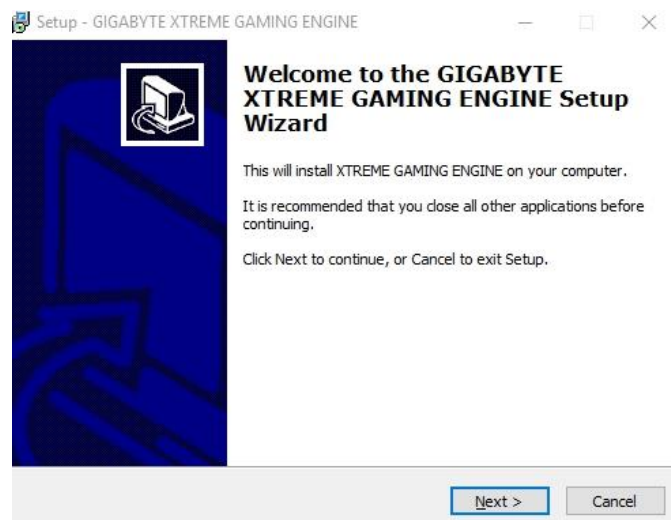 Setup - GIGABYTE XTREME GAMING ENGINE
Welcome to the GIGABYTE
XTREME GAMING ENGINE Setup
Wizard
This will install XTREME GAMING ENGINE on your computer.
It is recommended that you close all other applications before
continuing.
Click Next to continue, or Cancel to exit Setup.
Next >
Cancel